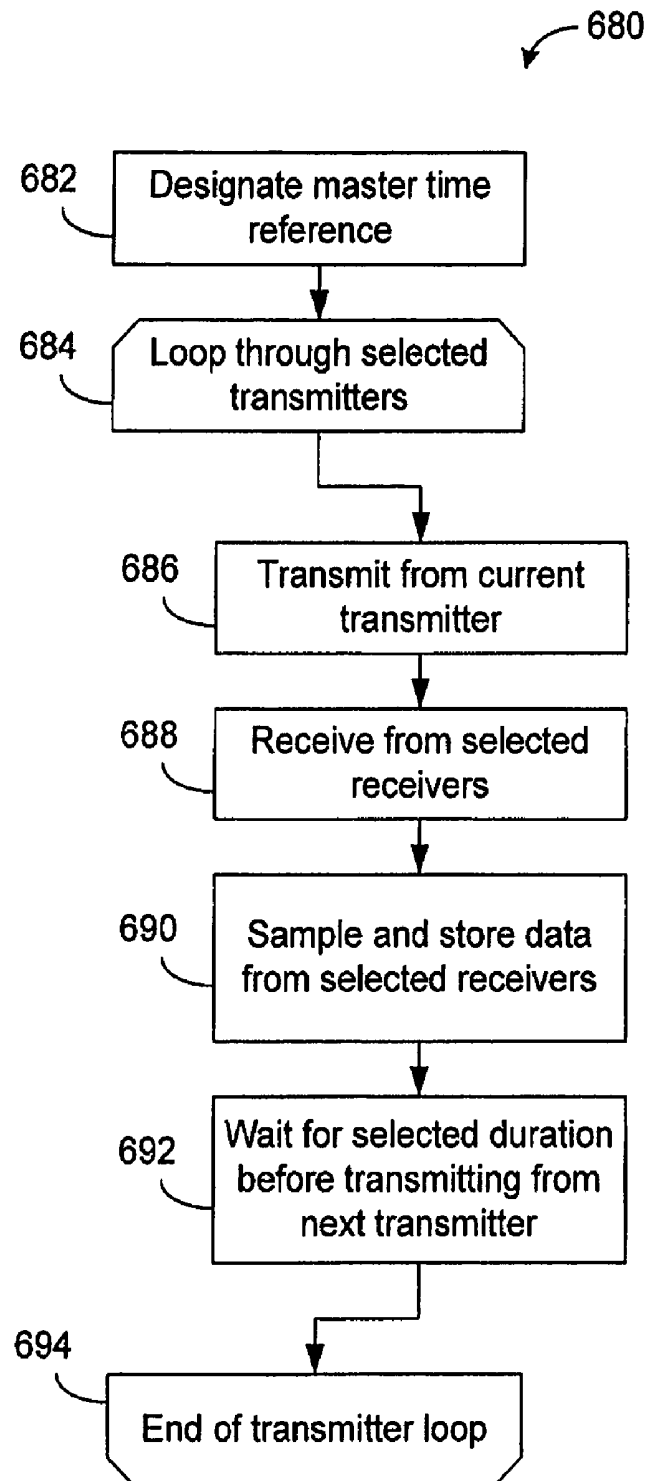 680
682
Designate master time
reference
684
Loop through selected
transmitters
686
Transmit from current
transmitter
688
Receive from selected
receivers
690
Sample and store data
from selected receivers
692
Wait for selected duration
before transmitting from
next transmitter
694
End of transmitter loop